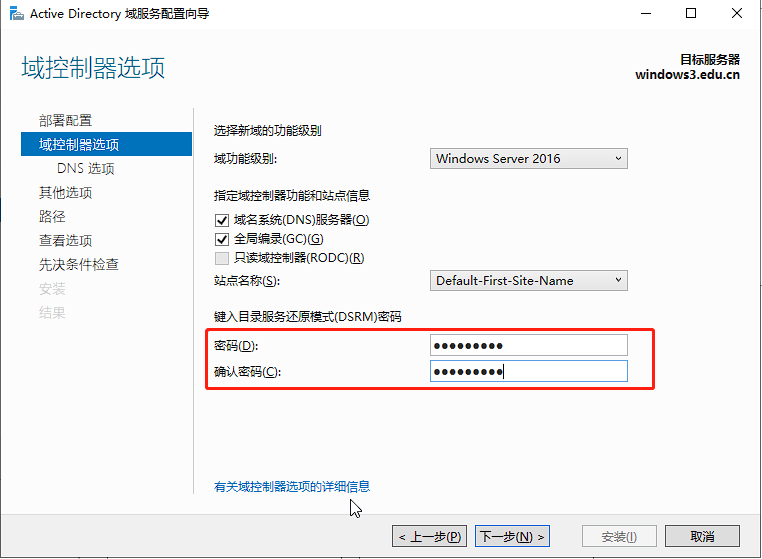 Active Directory 域服务配置向导
域控制器选项
目标服务器
windows3.edu.cn
部署配置
域控制器选项
DNS 选项
其他选项
路径
查看选项
先决条件检查
安装
结果
选择新域的功能级别
域功能级别: Windows Server 2016
指定域控制器功能和站点信息
域名系统(DNS)服务器(O)
全局编录(GC)(G)
只读域控制器(RODC)(R)
站点名称(S): Default-First-Site-Name
键入目录服务还原模式(DSRM)密码
密码(D): ●●●●●●●●●
确认密码(C): ●●●●●●●●●
有关域控制器选项的详细信息
< 上一步(P) 下一步(N) > 安装(I) 取消